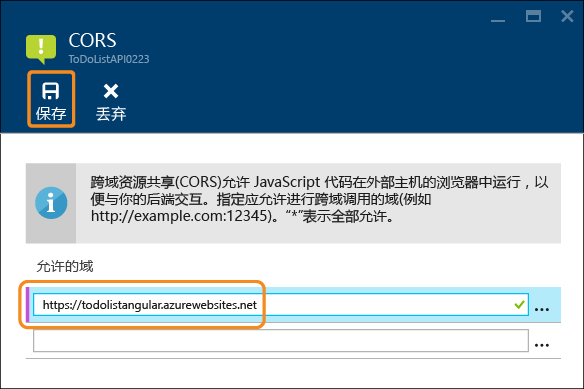 CORS
ToDoListAPI0223
保存 丢弃
跨域资源共享(CORS)允许 JavaScript 代码在外部主机的浏览器中运行，以
便与你的后端交互。指定应允许进行跨域调用的域(例如
http://example.com:12345)。“*”表示全部允许。
允许的域
https://todolistangular.azurewebsites.net